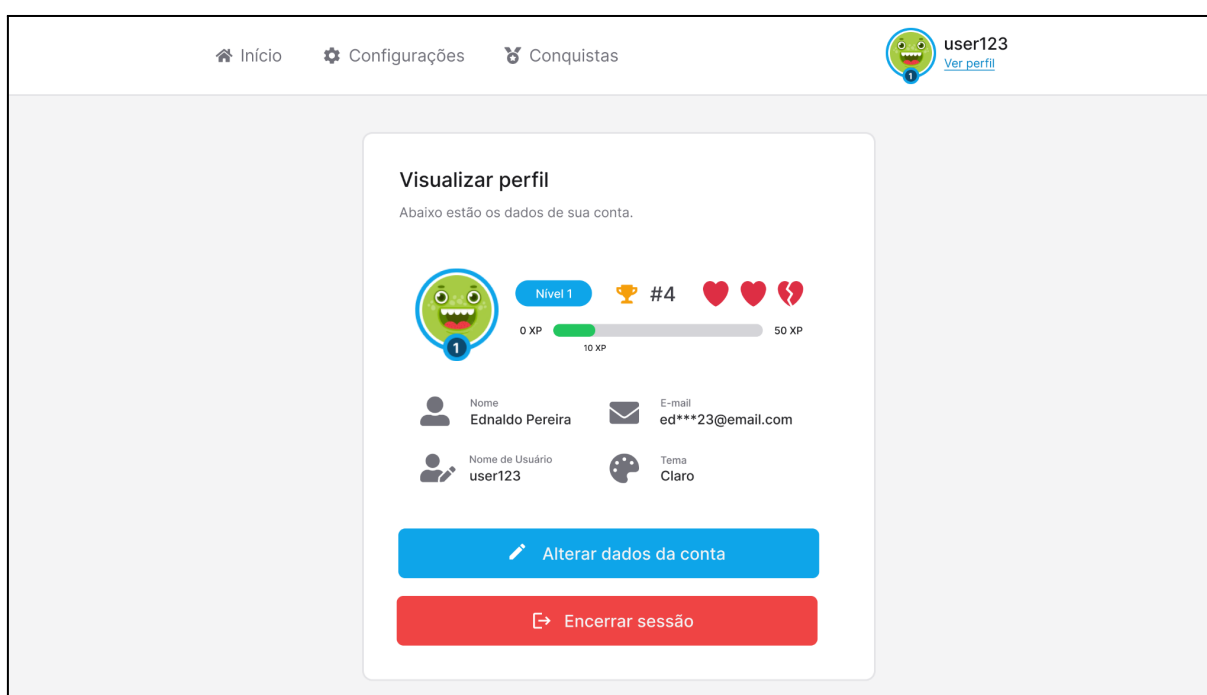 Início Configurações Conquistas user123
Ver perfil
1
Visualizar perfil
Abaixo estão os dados de sua conta.
Nível 1 #4
0 XP 50 XP
10 XP
1
Nome E-mail
Ednaldo Pereira ed***23@email.com
Nome de Usuário Tema
user123 Claro
Alterar dados da conta
Encerrar sessão